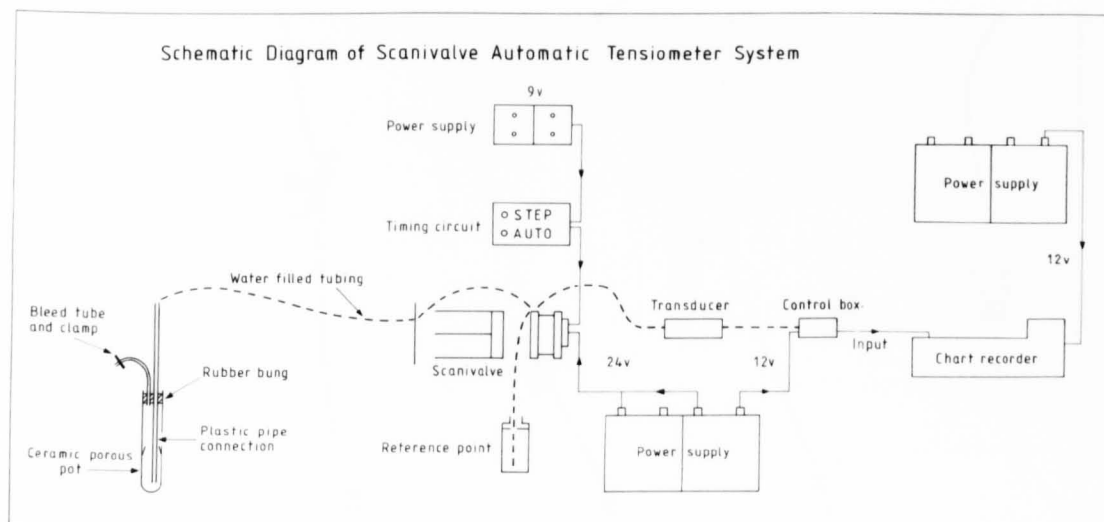 Schematic Diagram of Scanivalve Automatic Tensiometer System
9v
Power supply
Power supply
Timing circuit
STEP
AUTO
12v
Water filled tubing
Bleed tube
and clamp
Transducer
Control box.
Input
Chart recorder
Scanivalve
24v
12v
Rubber bung
Plastic pipe
connection
Reference point
Ceramic porous
pot
Power supply